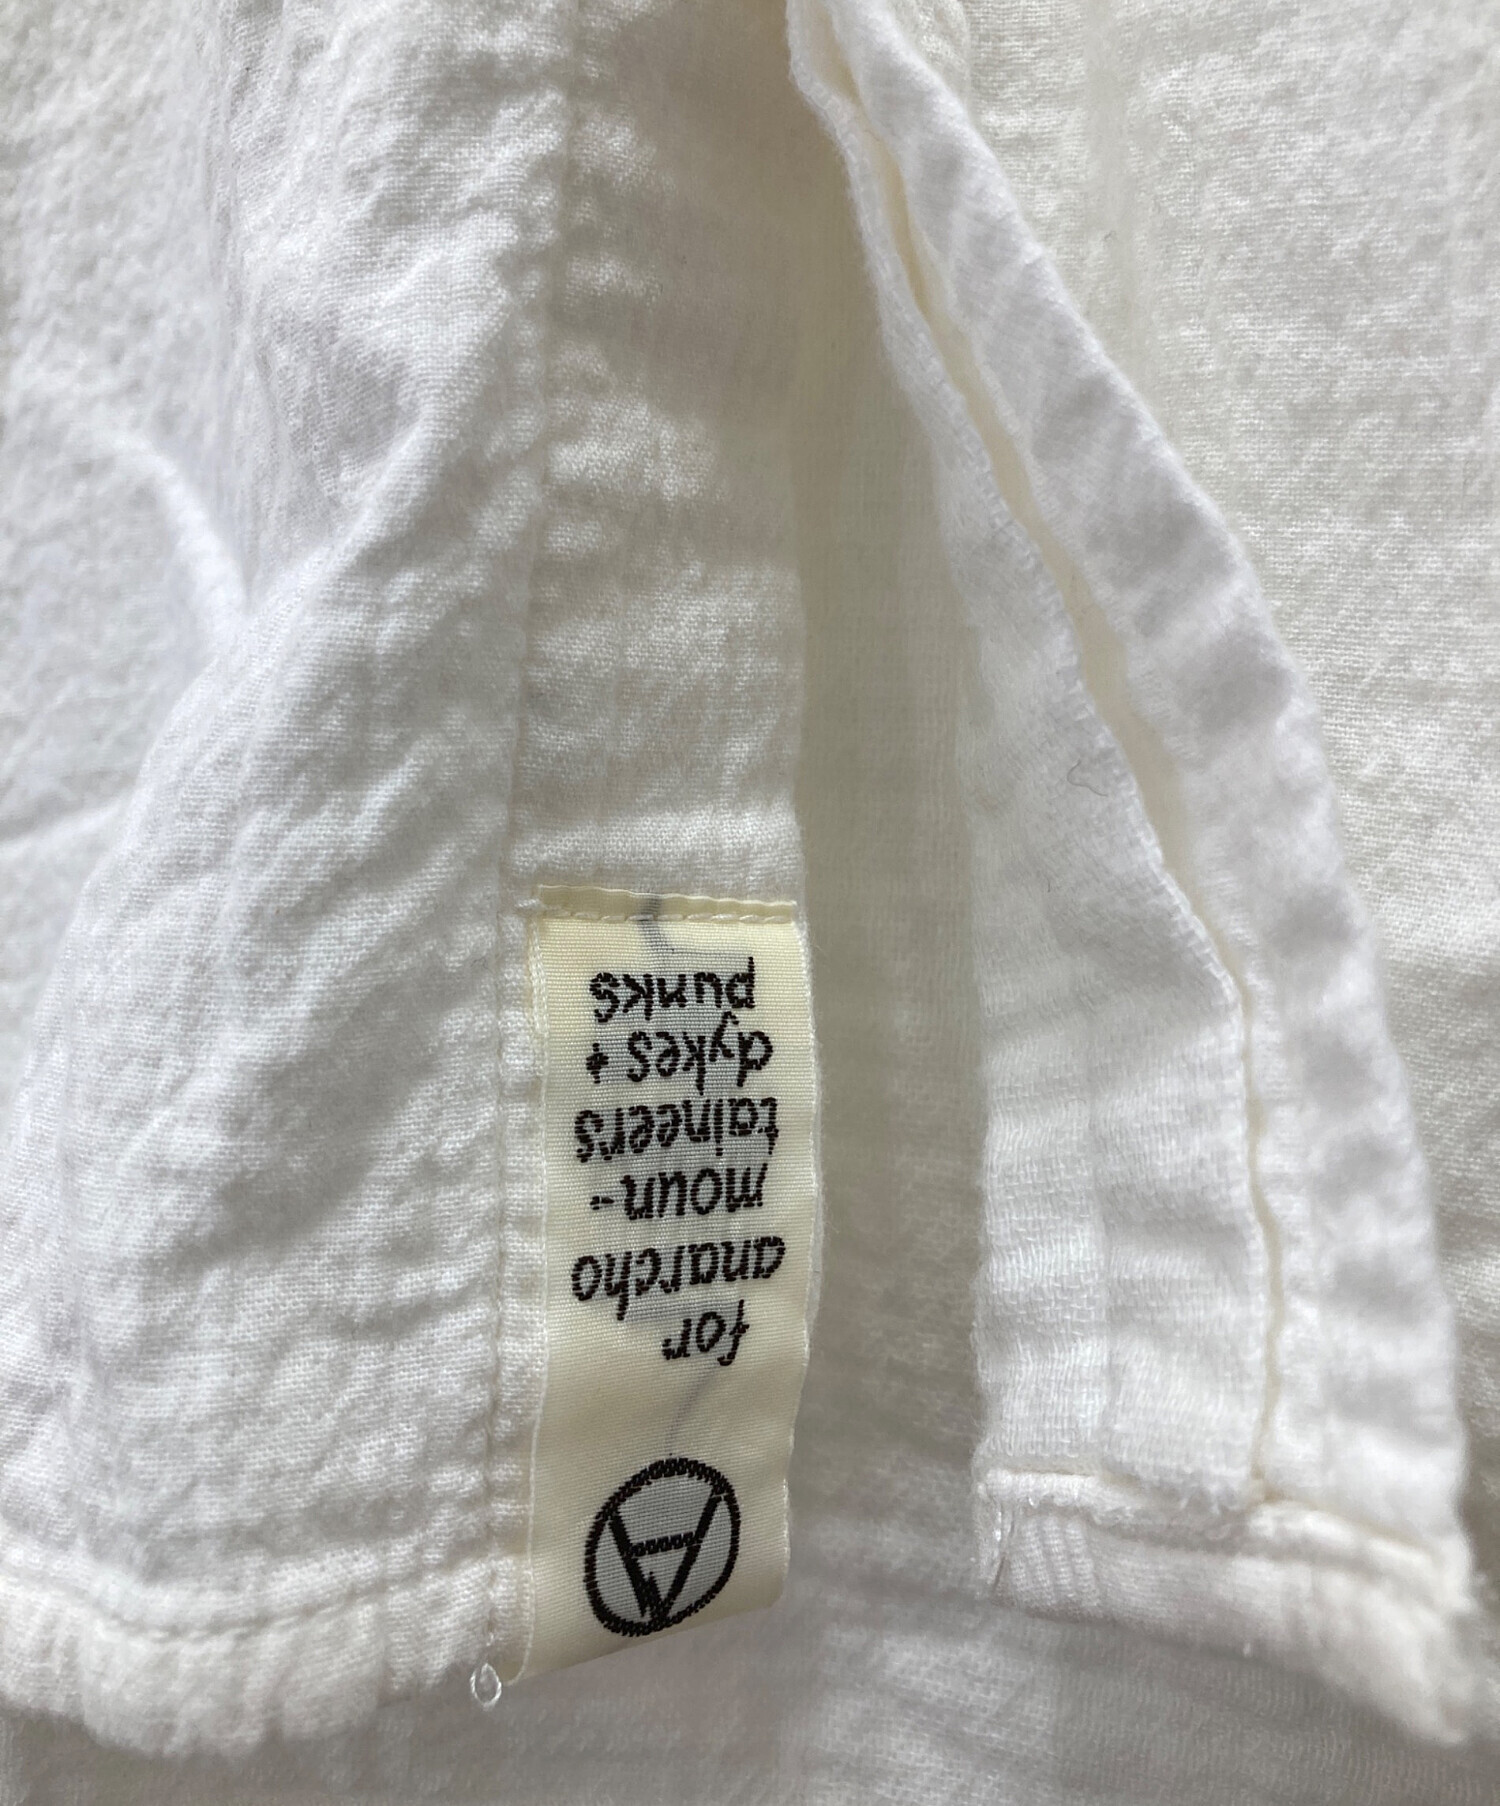 for
anarcho
moun-
taineers
dykes +
punks